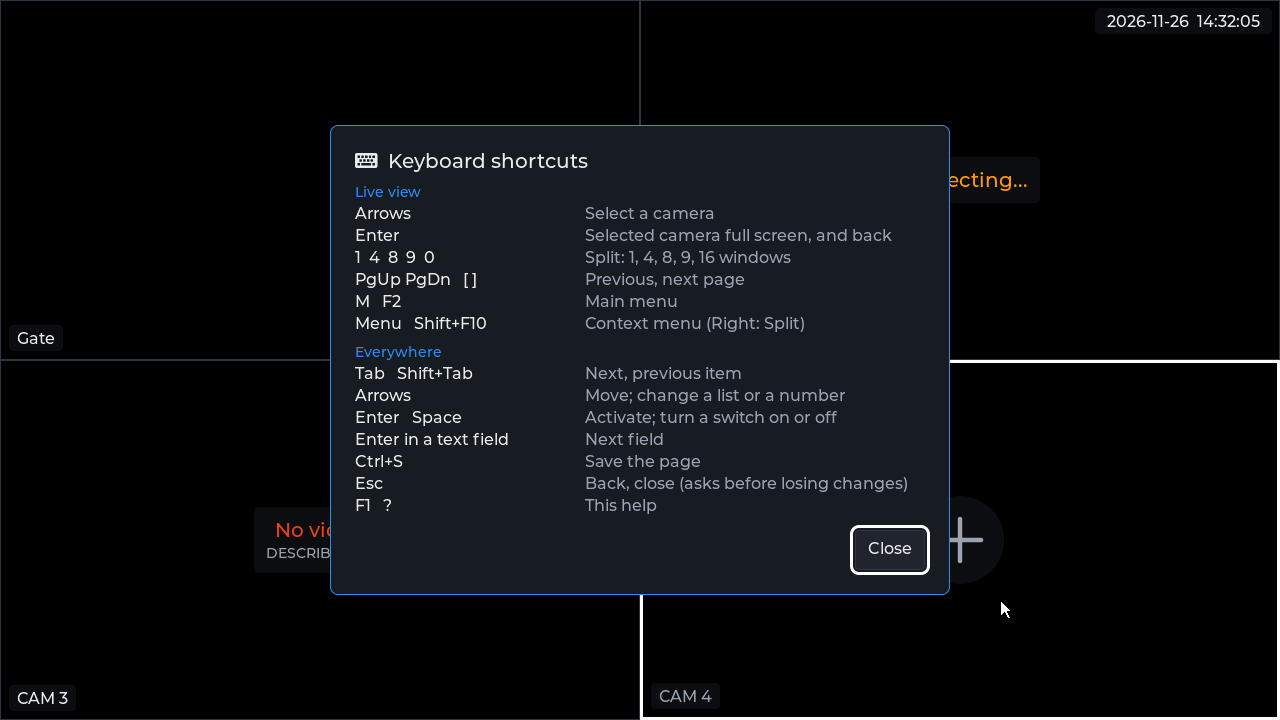 2026-11-26 14:32:05
ecting...
Keyboard shortcuts
Live view
Arrows Select a camera
Enter Selected camera full screen, and back
1 4 8 9 0 Split: 1, 4, 8, 9, 16 windows
PgUp PgDn [ ] Previous, next page
M F2 Main menu
Menu Shift+F10 Context menu (Right: Split)
Gate
Everywhere
Tab Shift+Tab Next, previous item
Arrows Move; change a list or a number
Enter Space Activate; turn a switch on or off
Enter in a text field Next field
Ctrl+S Save the page
Esc Back, close (asks before losing changes)
F1 ? This help
No vi
DESCRIB
Close
CAM 3
CAM 4